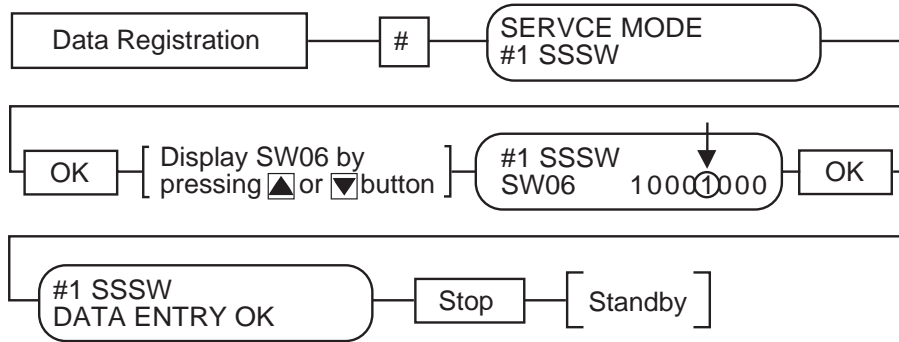 Data Registration
#
SERVCE MODE
#1 SSSW
OK
Display SW06 by
pressing ▲ or ▼ button
#1 SSSW
SW06 10001000
OK
#1 SSSW
DATA ENTRY OK
Stop
Standby